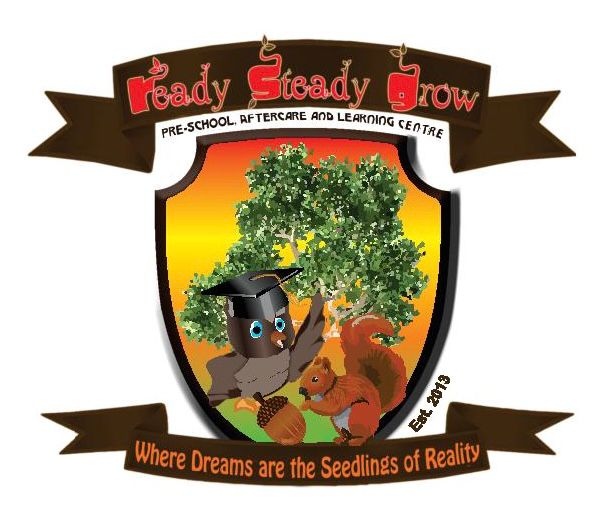 ready Steady Grow
PRE-SCHOOL, AFTERCARE AND LEARNING CENTRE
Est. 2013
Where Dreams are the Seedlings of Reality